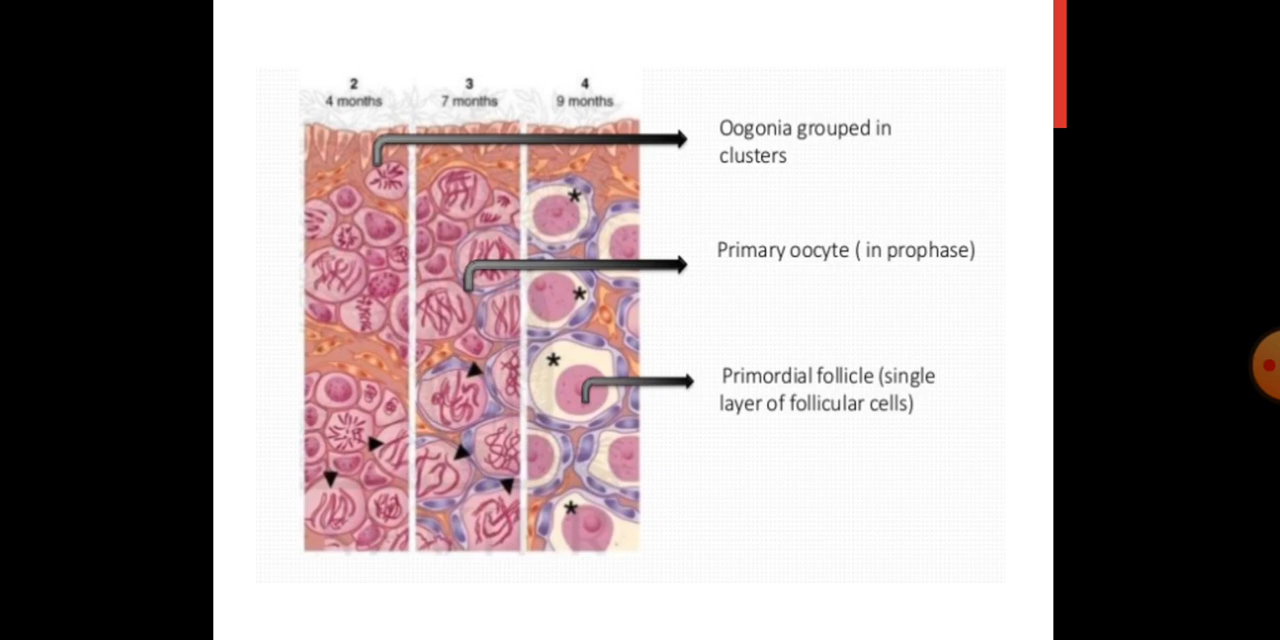 2
4 months
3
7 months
4
9 months
Oogonia grouped in
clusters
Primary oocyte ( in prophase)
Primordial follicle (single
layer of follicular cells)